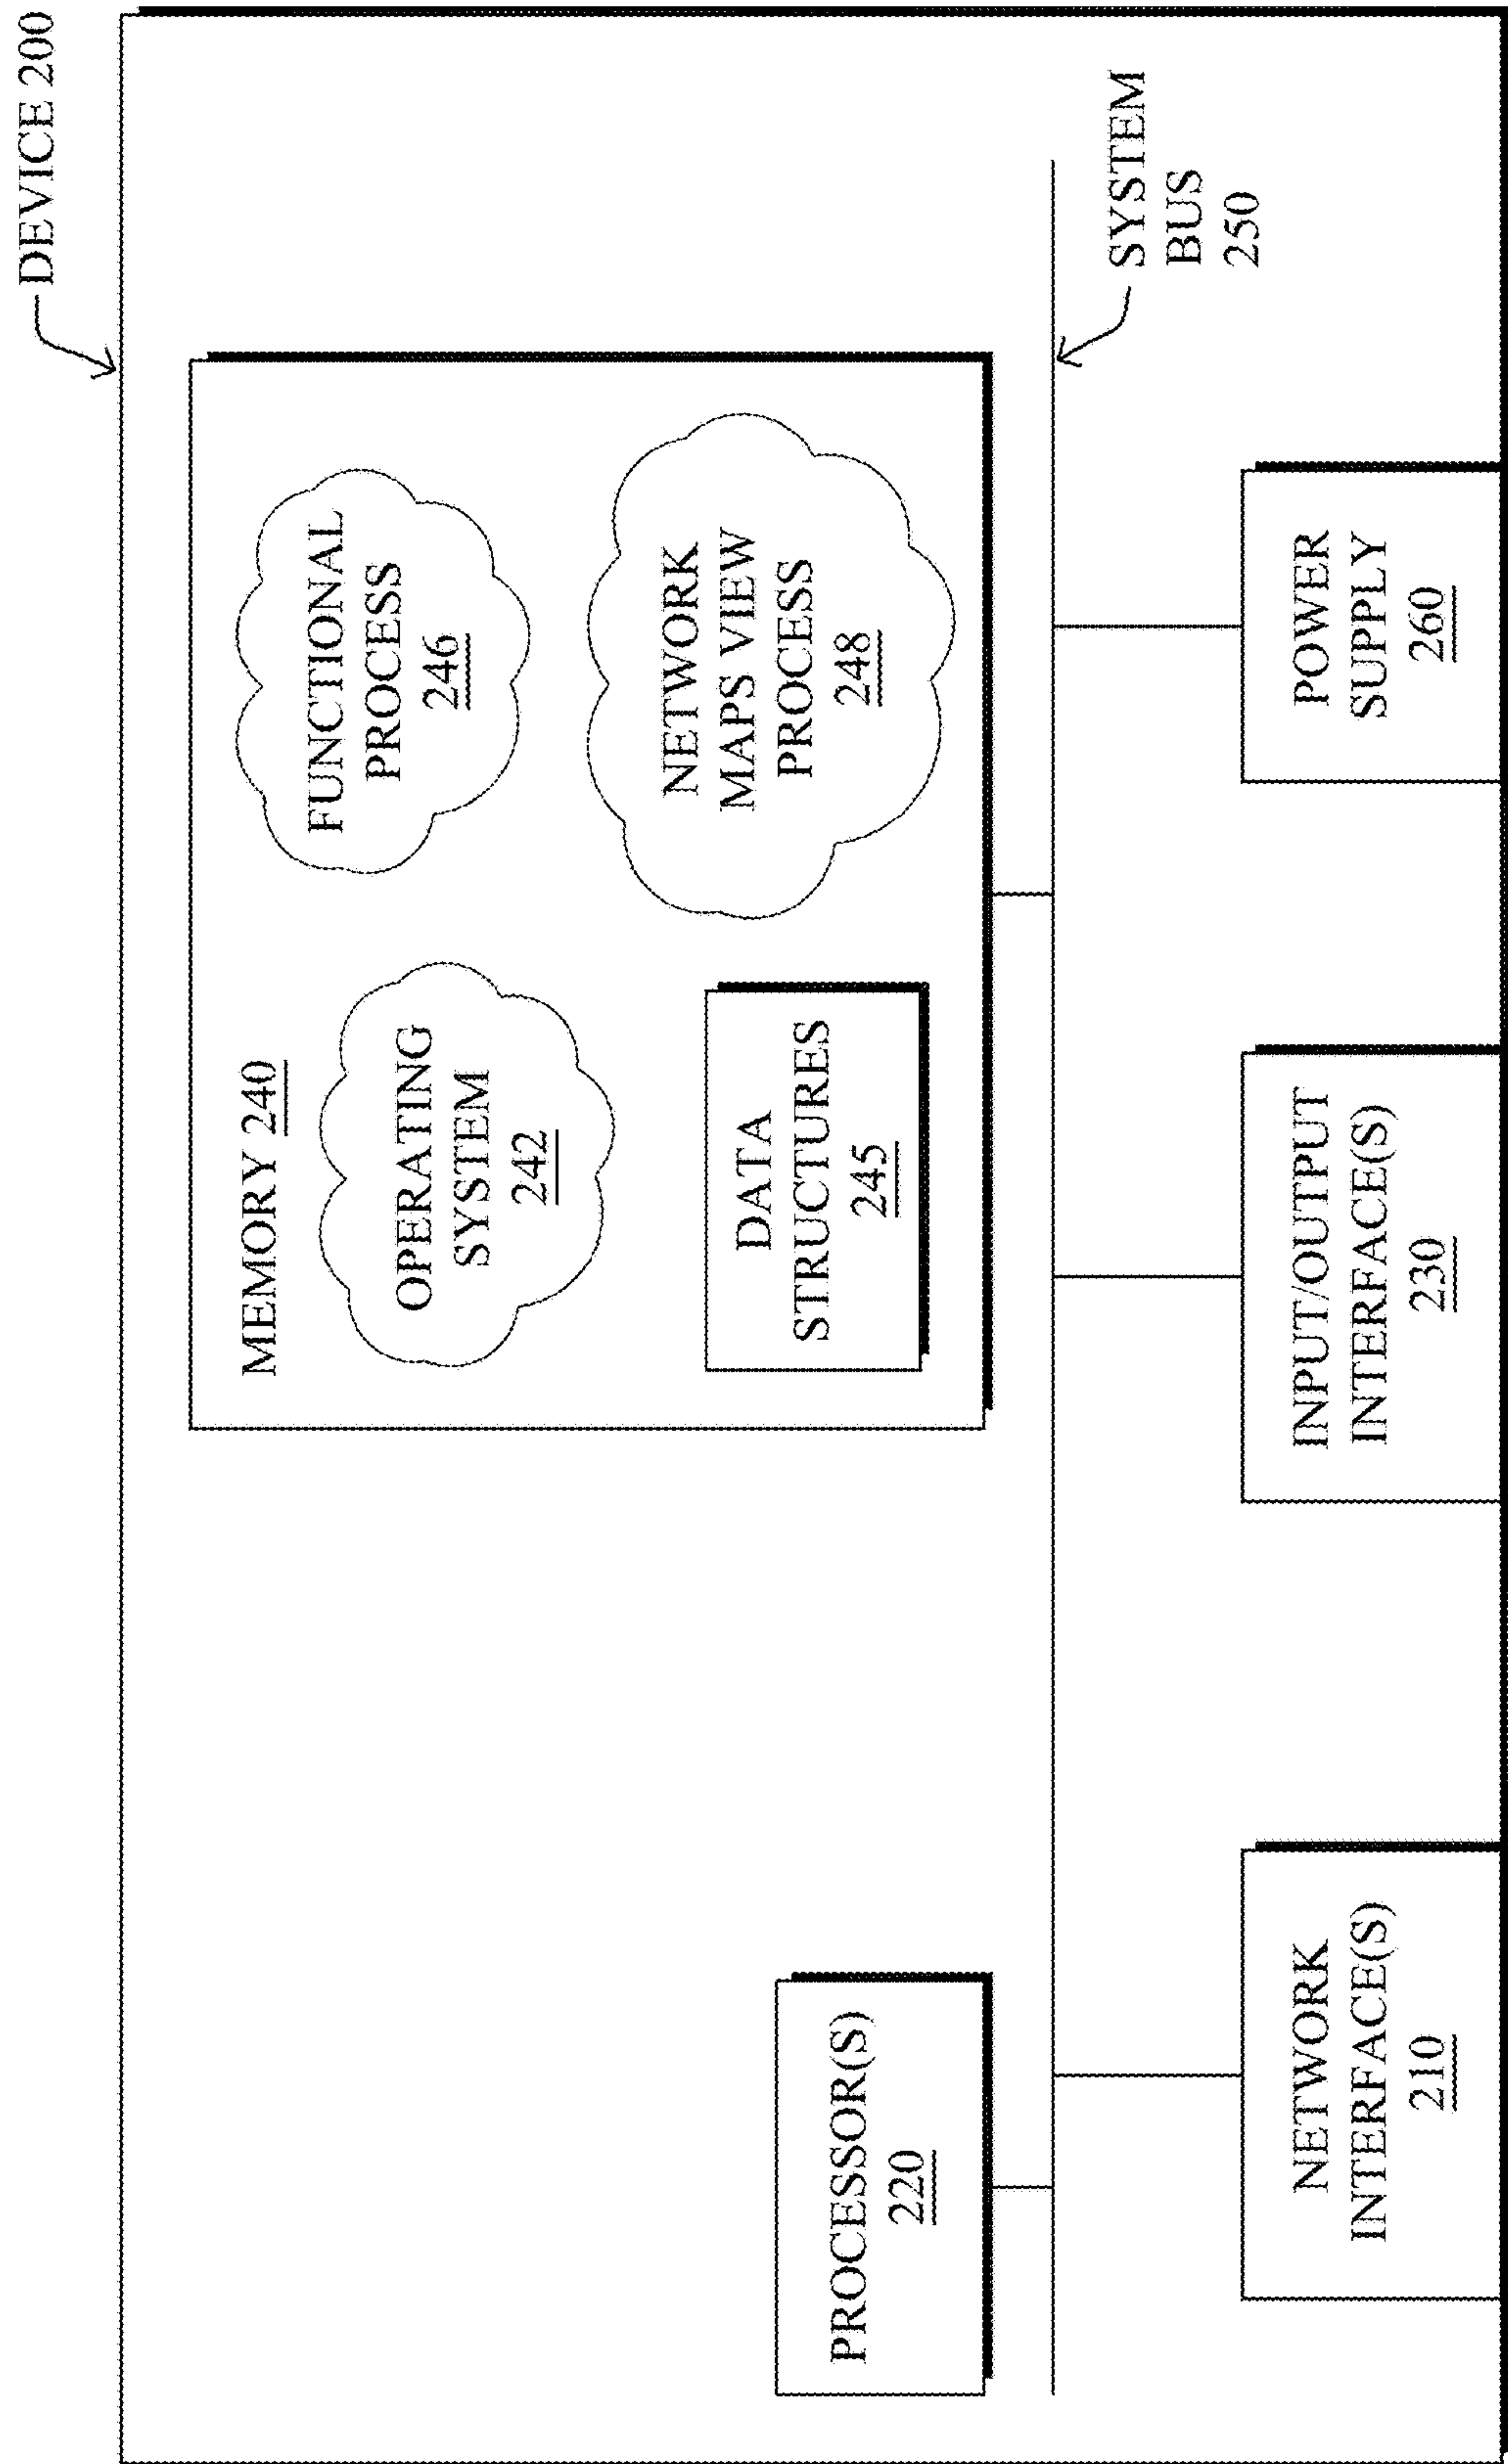 DEVICE 200
MEMORY 240
FUNCTIONAL
PROCESS
246
OPERATING
SYSTEM
242
NETWORK
MAPS VIEW
PROCESS
248
DATA
STRUCTURES
245
PROCESSOR(S)
220
SYSTEM
BUS
250
NETWORK
INTERFACE(S)
210
INPUT/OUTPUT
INTERFACE(S)
230
POWER
SUPPLY
260